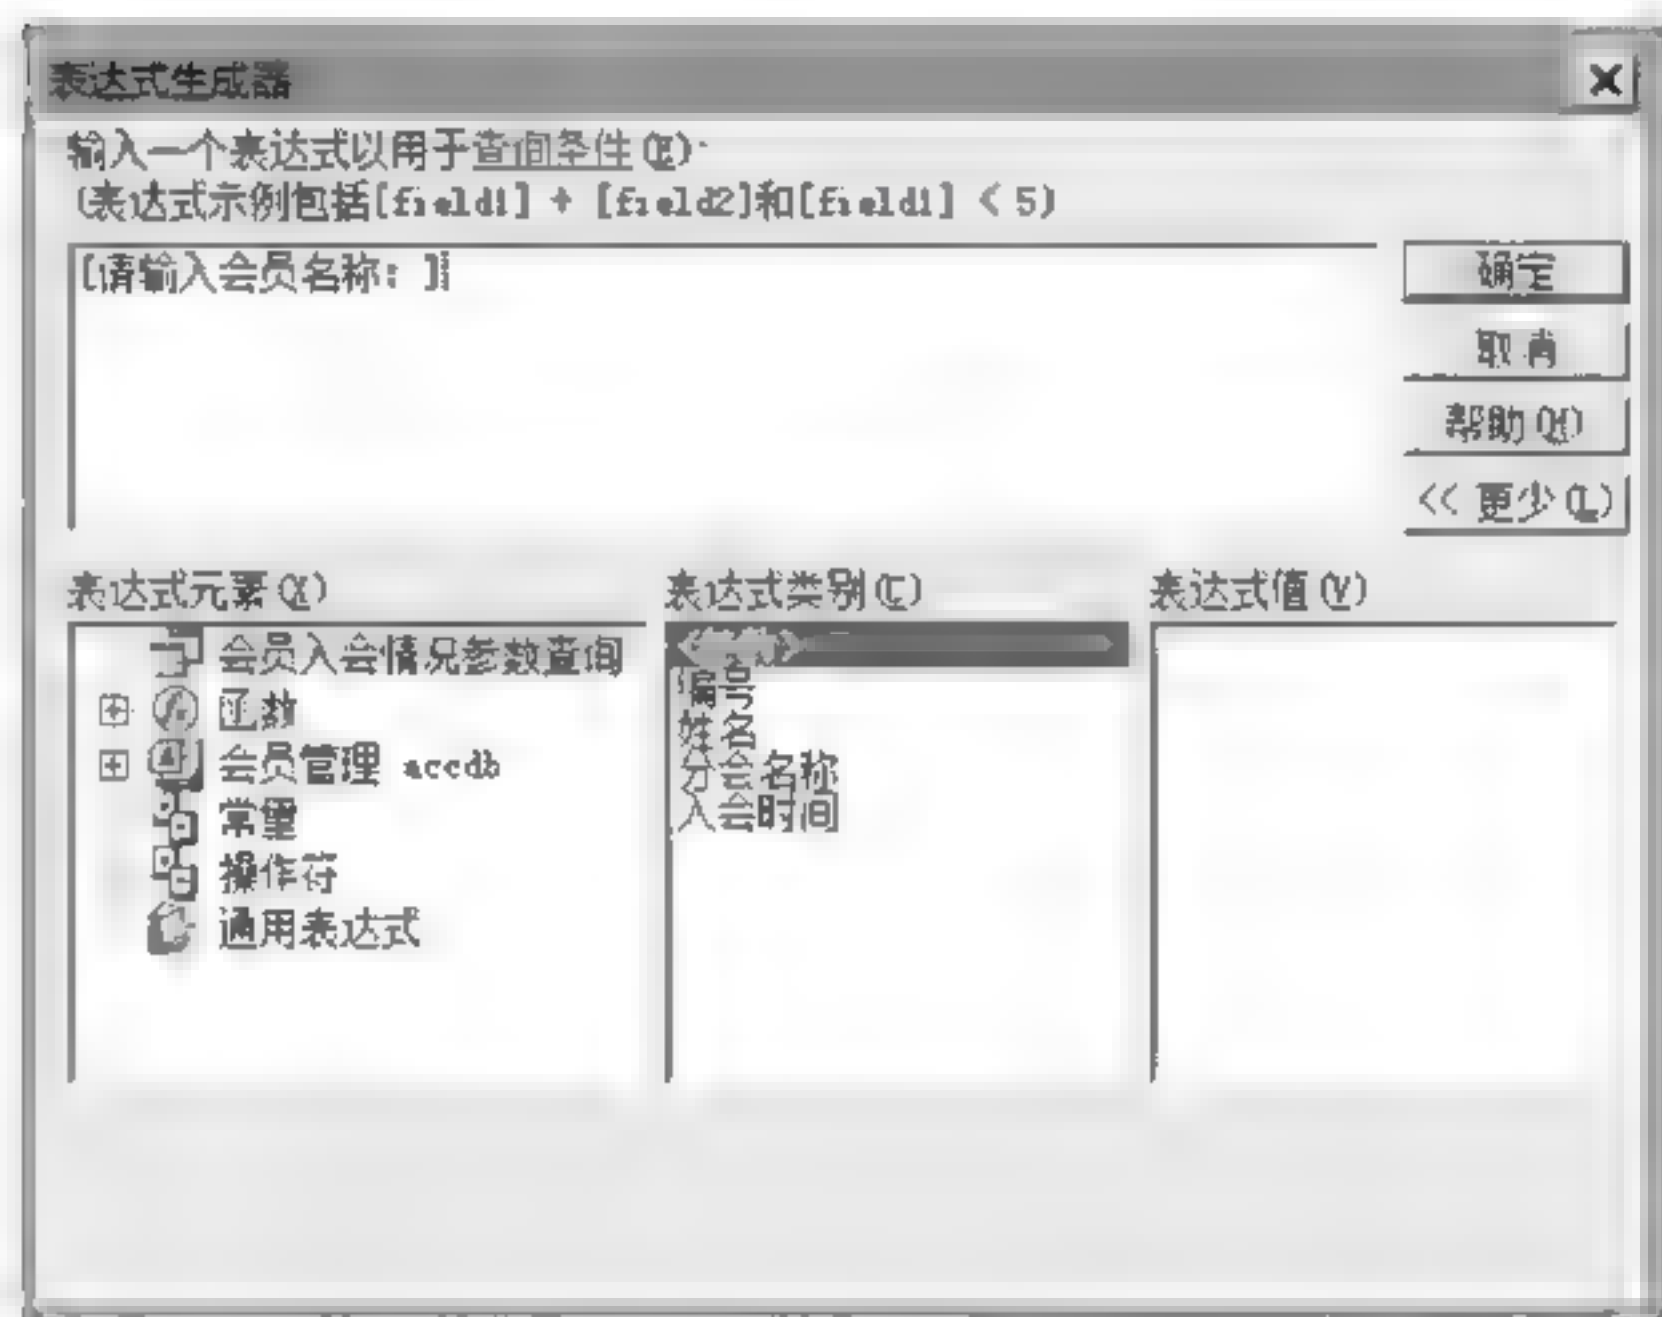 表达式生成器
输入一个表达式以用于查询条件(E):
(表达式示例包括[field1] + [field2]和[field1] < 5)
[请输入会员名称: ]
确定
取消
帮助(H)
<< 更少(L)
表达式元素(X)
表达式类别(C)
表达式值(V)
会员入会情况参数查询
函数
会员管理 accdb
常量
操作符
通用表达式
编号
姓名
分会名称
入会时间